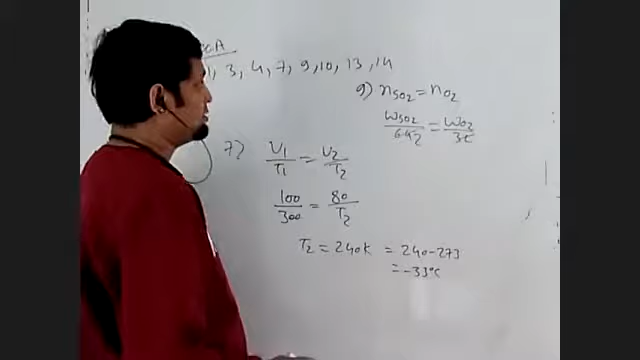 1, 3, 4, 7, 9, 10, 13, 14
9) nSO2 = nO2
WSO2/64 = WO2/32
7) V1/T1 = V2/T2
100/300 = 80/T2
T2 = 240K = 240-273
= -33°C